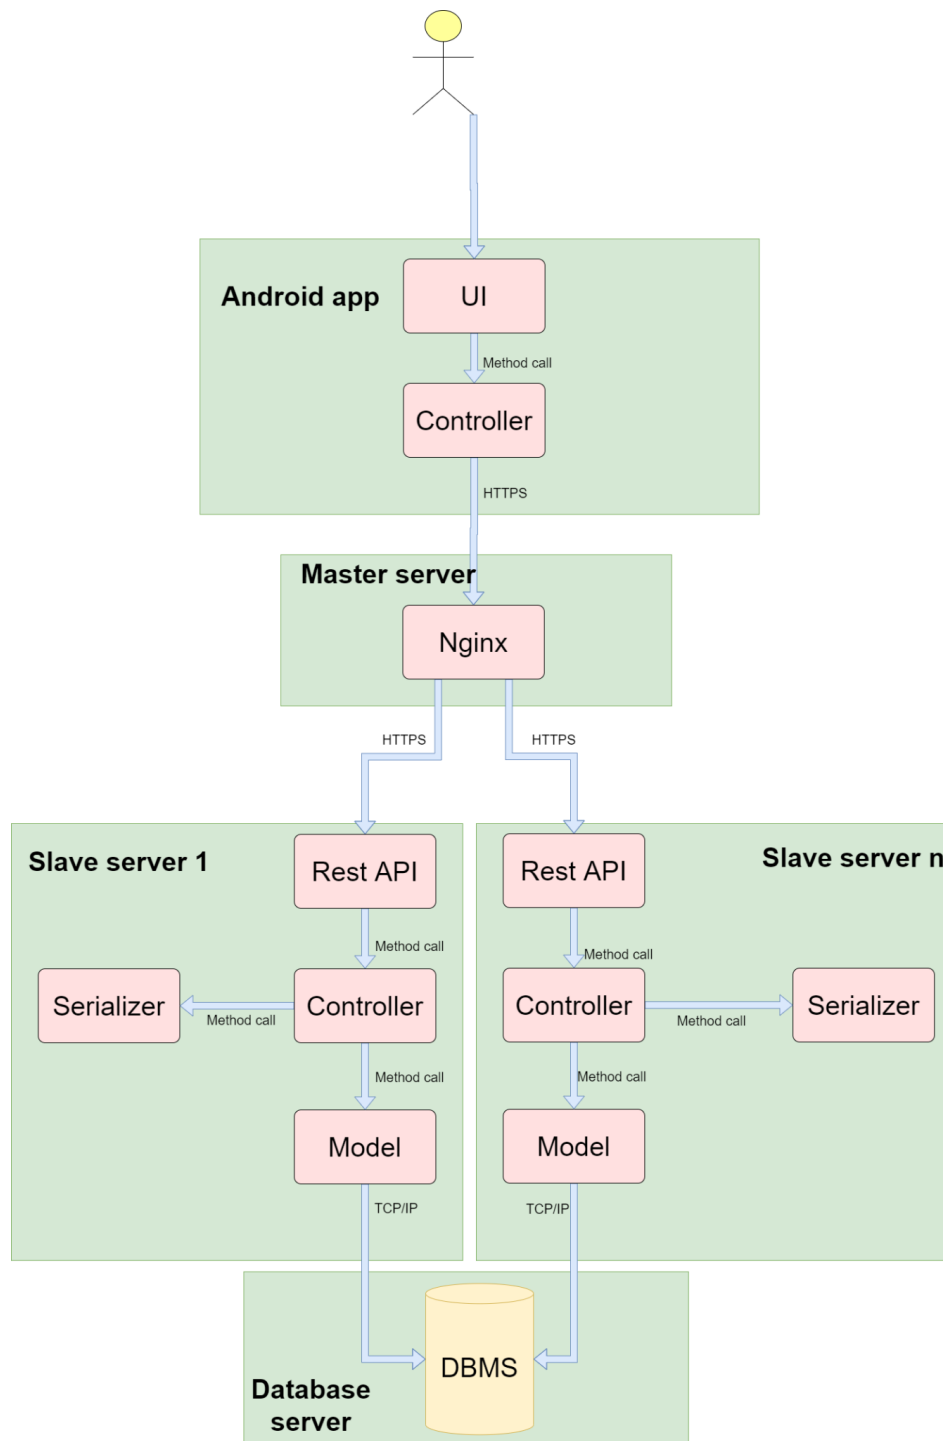 Android app
UI
Method call
Controller
HTTPS
Master server
Nginx
HTTPS
HTTPS
Slave server 1
Rest API
Method call
Serializer
Method call
Controller
Method call
Model
TCP/IP
Slave server n
Rest API
Method call
Controller
Method call
Serializer
Method call
Model
TCP/IP
DBMS
Database
server